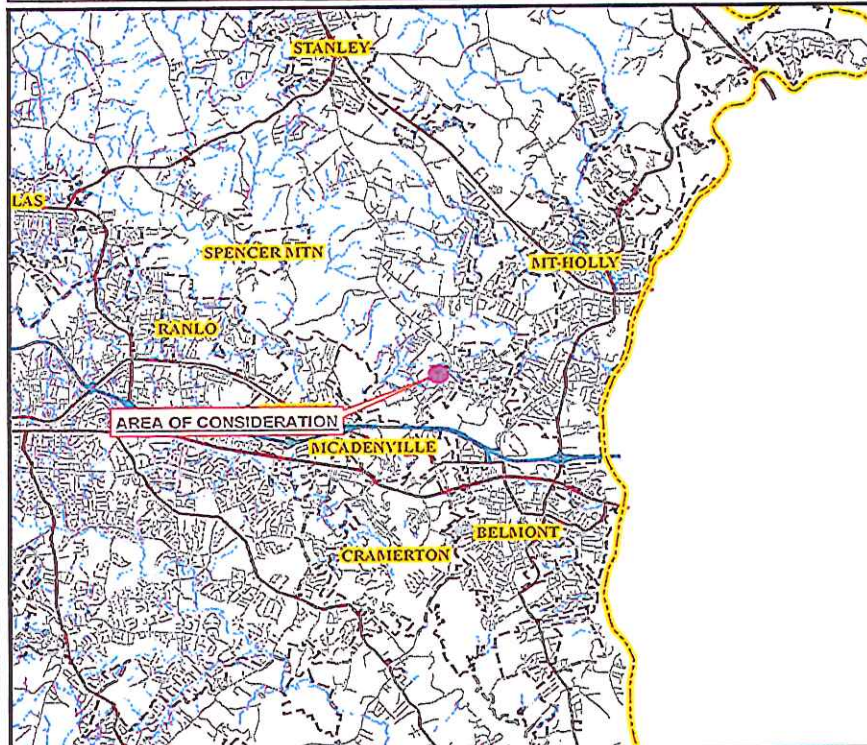 STANLEY
LAS
SPENCER MTN
MT HOLLY
RANLO
AREA OF CONSIDERATION
MCADENVILLE
BELMONT
CRAMERTON